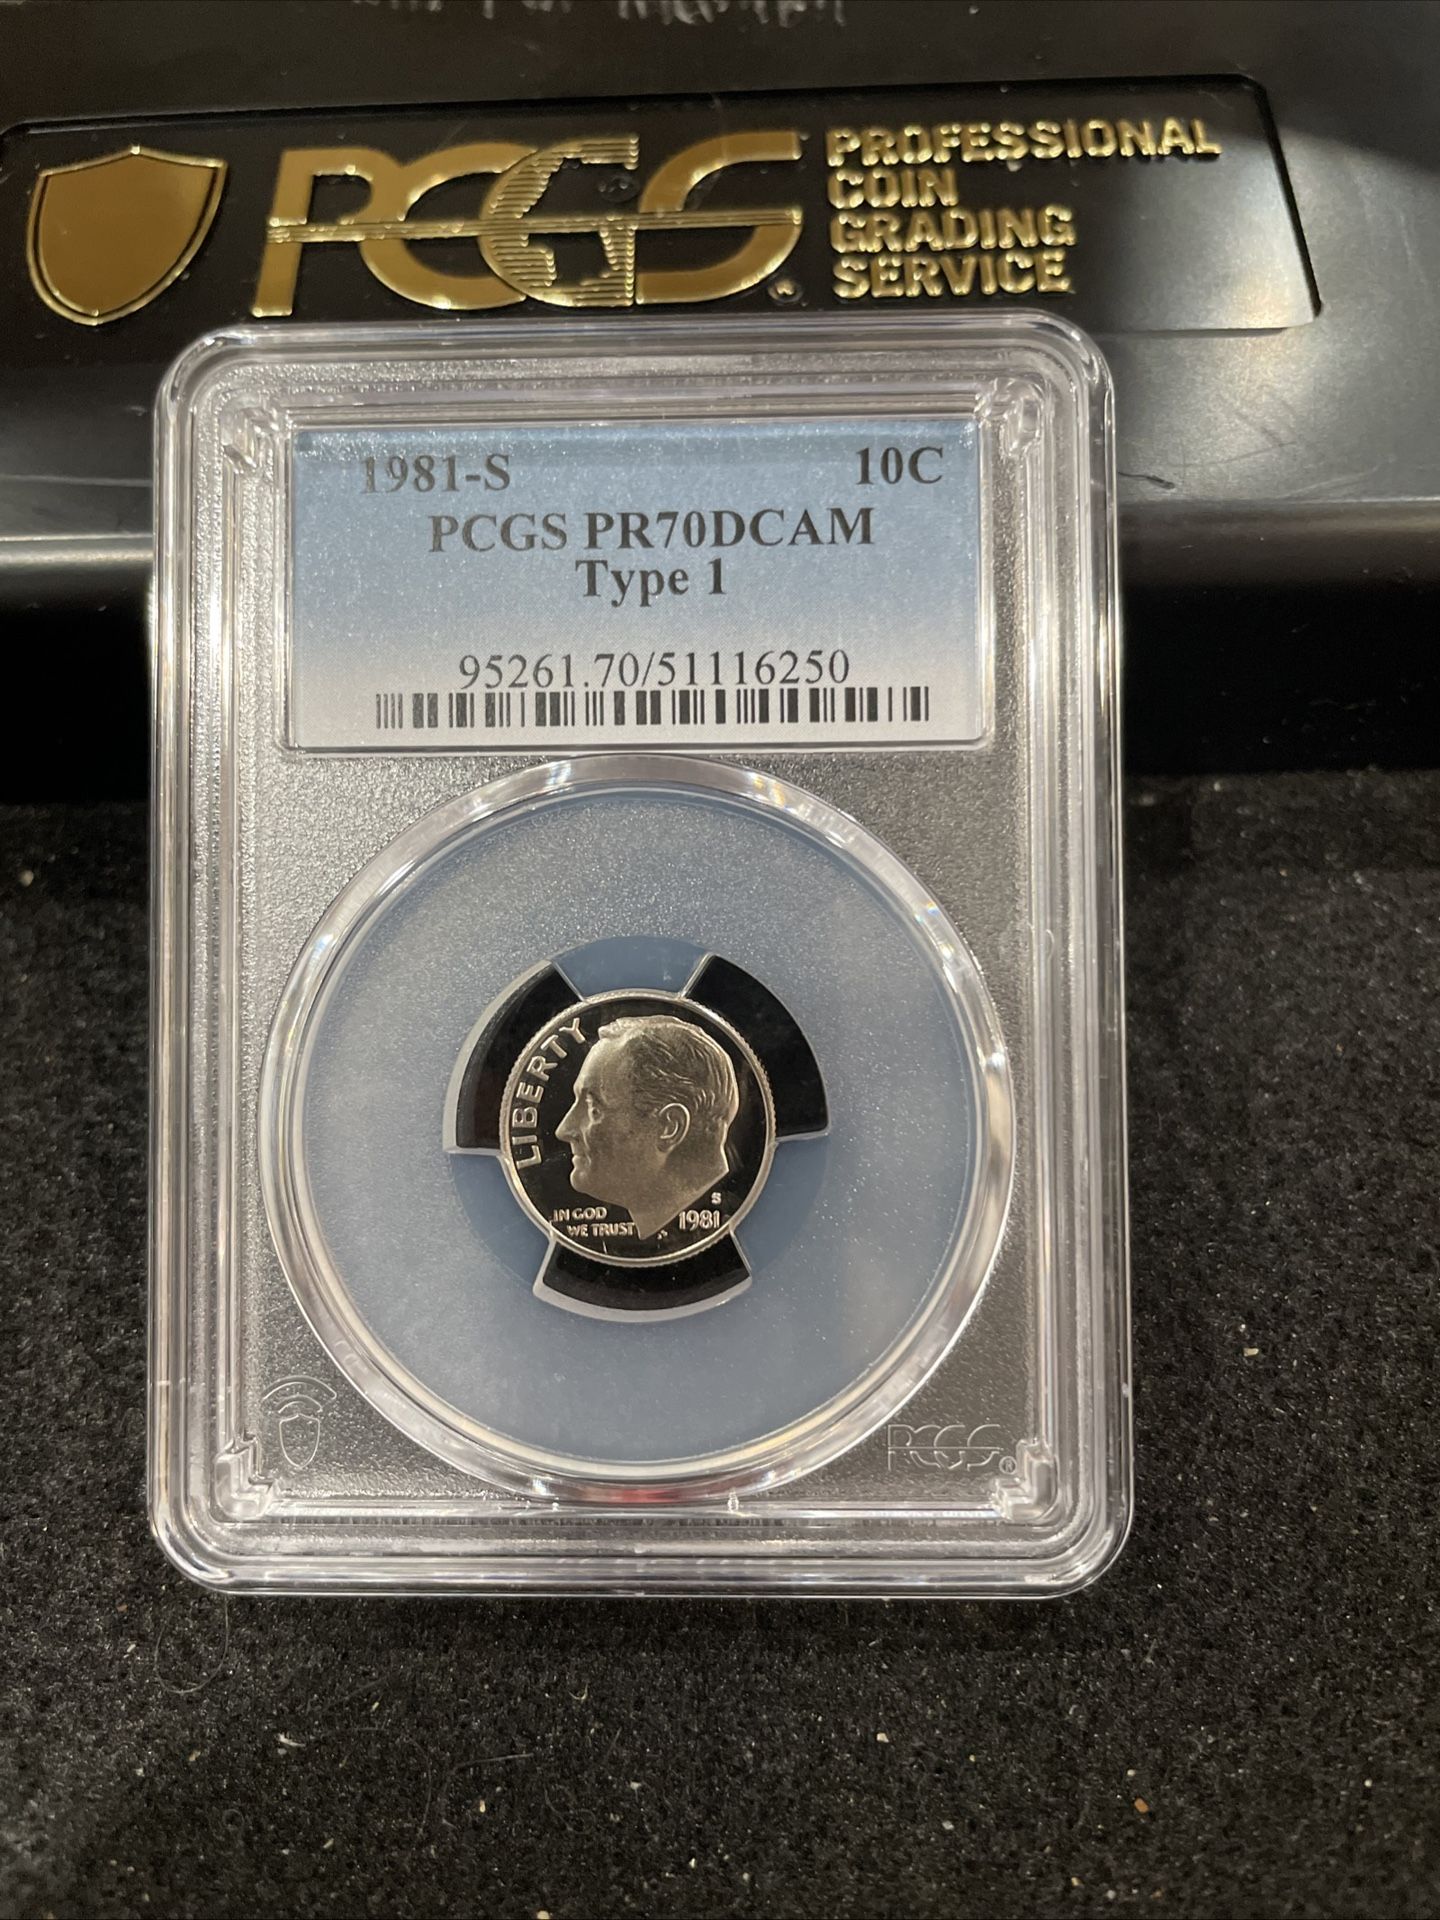 PCGS
PROFESSIONAL
COIN
GRADING
SERVICE
1981-S 10C
PCGS PR70DCAM
Type 1
95261.70/51116250
LIBERTY
IN GOD
WE TRUST
S
1981
PCGS